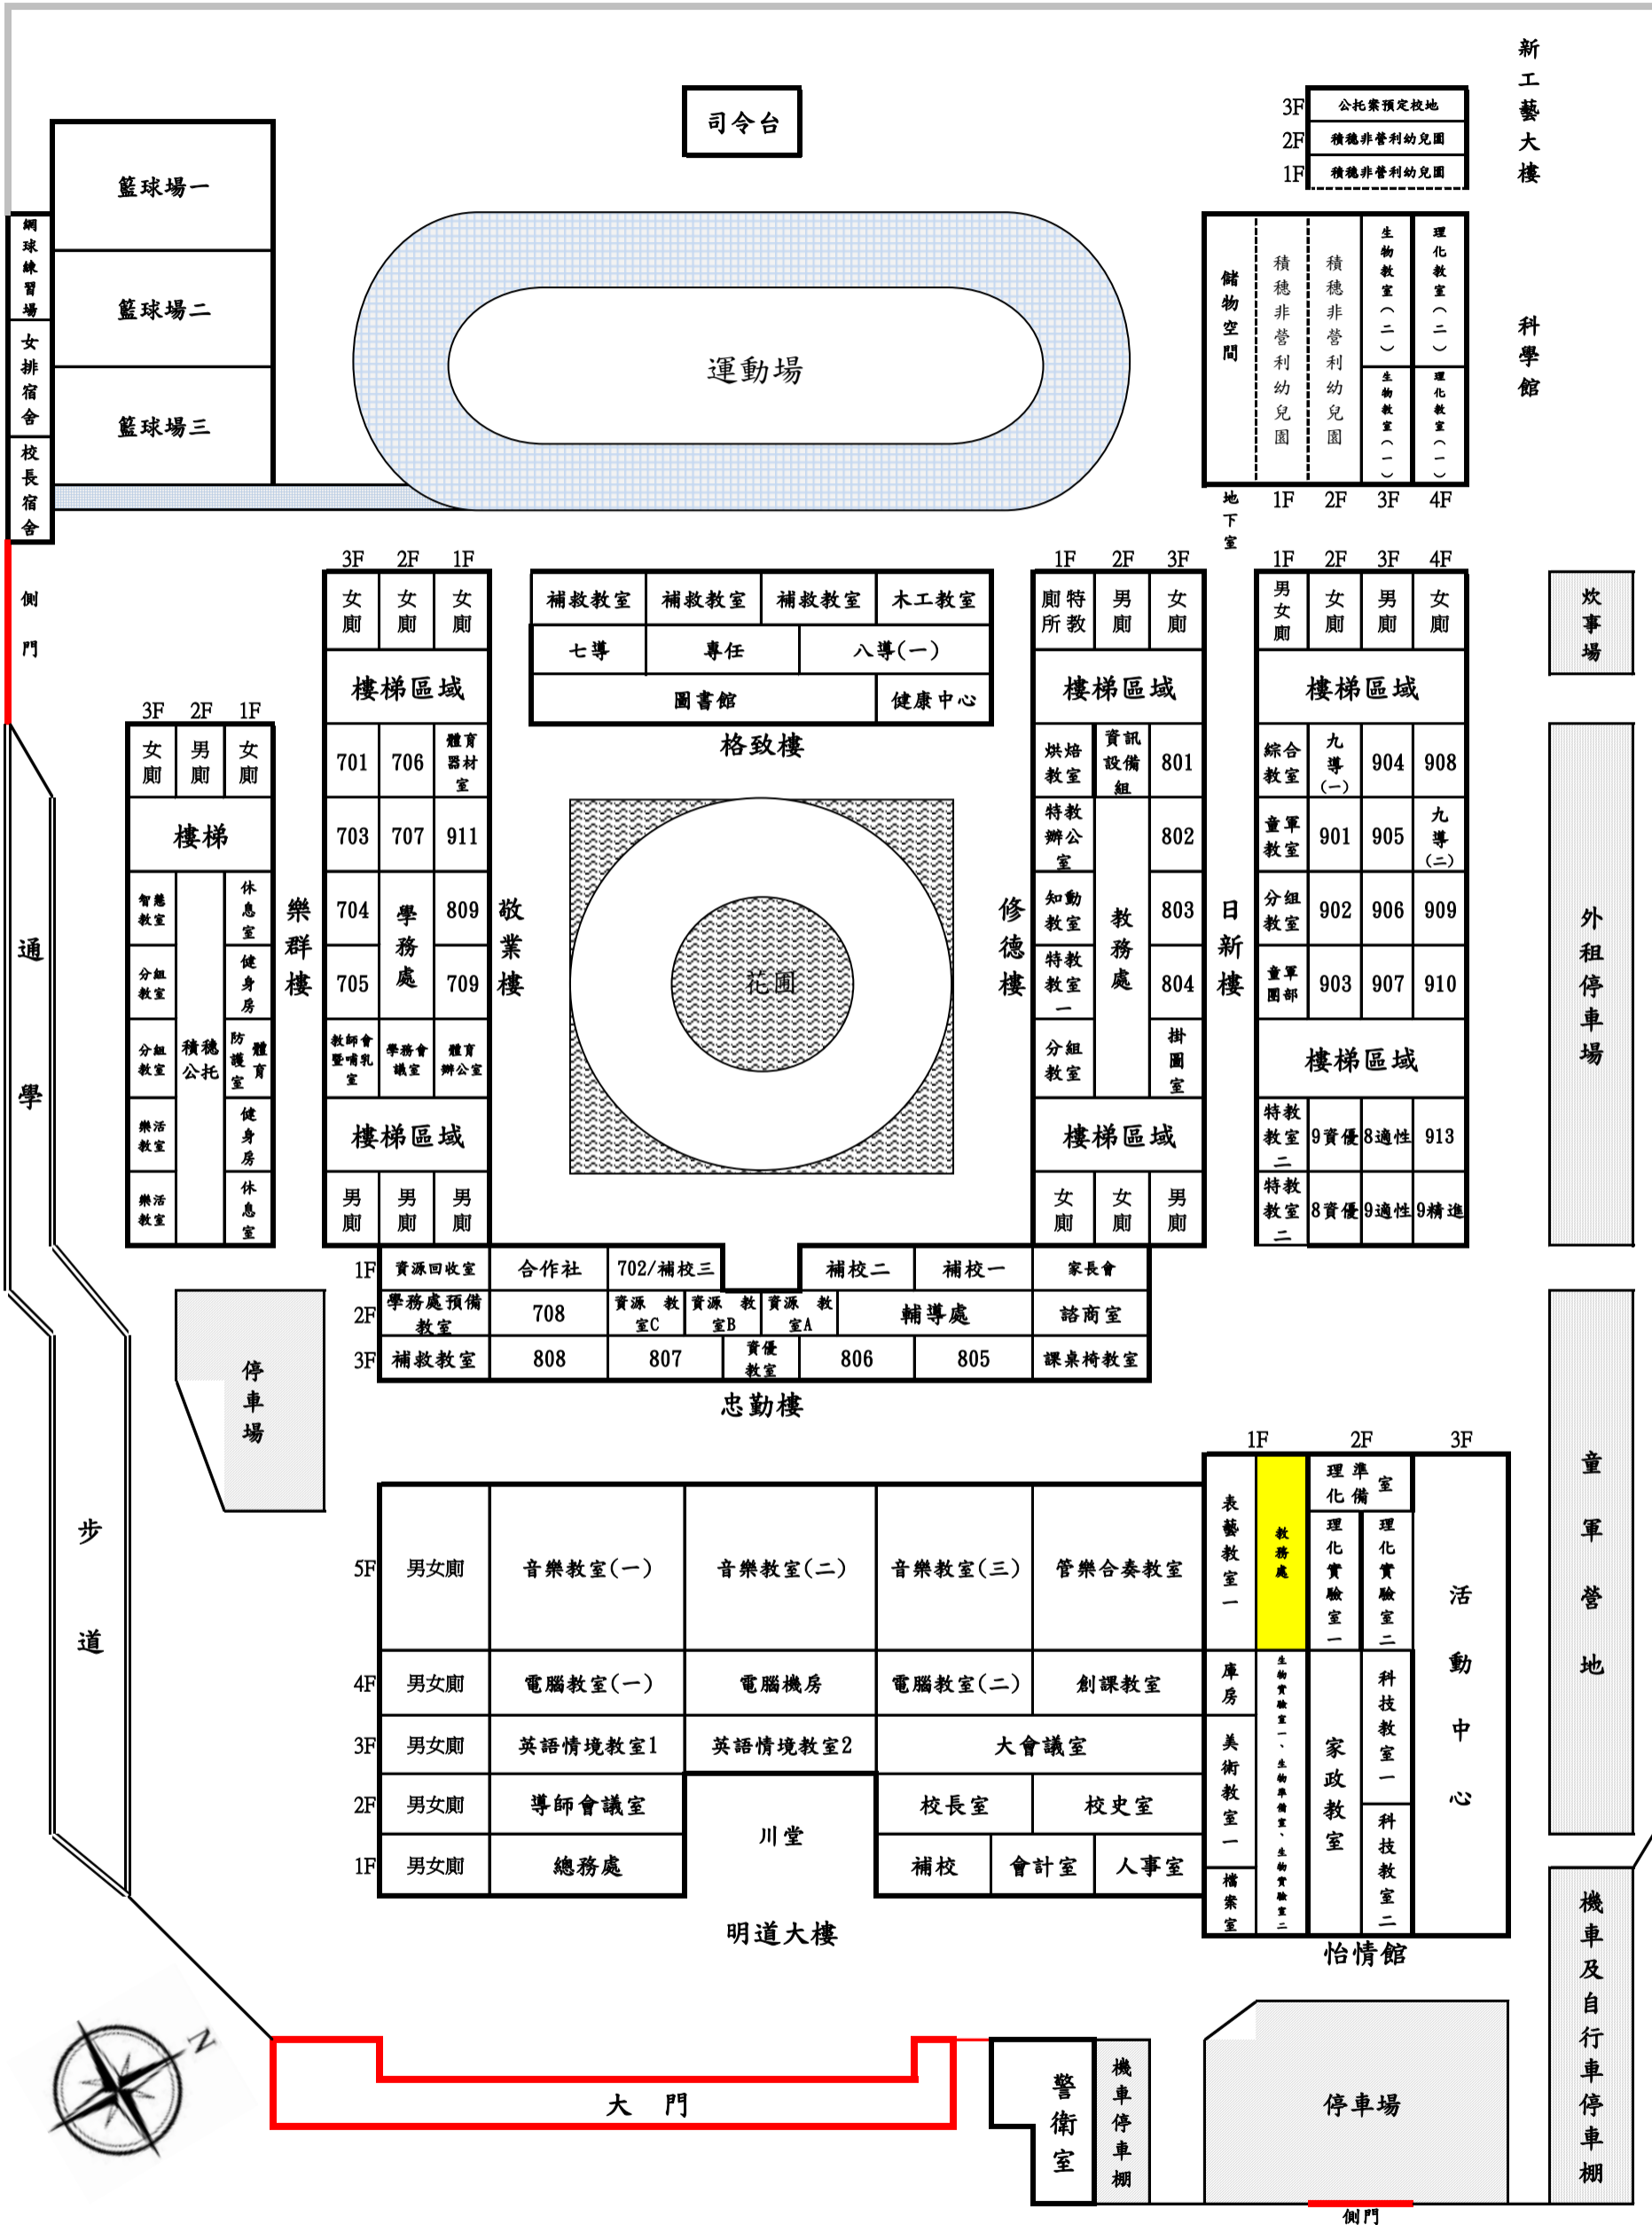 新工藝大樓
司令台
3F 公托案預定校地
2F 積穗非營利幼兒園
1F 積穗非營利幼兒園
籃球場一
籃球場二
籃球場三
網球練習場
女排宿舍
校長宿舍
運動場
儲物空間
積穗非營利幼兒園
積穗非營利幼兒園
生物教室(二)
理化教室(二)
生物教室(一)
理化教室(一)
地下室 1F 2F 3F 4F
科學館
側門
3F 2F 1F
女廁 女廁 女廁
樓梯區域
701 706 體育器材室
703 707 911
704 學務處 809
705 709
教師會暨哺乳室 學務會議室 體育辦公室
樓梯區域
男廁 男廁 男廁
敬業樓
補救教室 補救教室 補救教室 木工教室
七導 專任 八導(一)
圖書館 健康中心
格致樓
花圃
1F 2F 3F
特教廁所 男廁 女廁
樓梯區域
烘焙教室 資訊設備組 801
特教辦公室 教務處 802
知動教室 803
特教教室一 804
分組教室 掛圖室
樓梯區域
女廁 女廁 男廁
修德樓
1F 2F 3F 4F
男女廁 女廁 男廁 女廁
樓梯區域
綜合教室 九導(一) 904 908
童軍教室 901 905 九導(二)
分組教室 902 906 909
童軍團部 903 907 910
樓梯區域
特教教室二 9資優 8適性 913
特教教室二 8資優 9適性 9精進
日新樓
炊事場
外租停車場
3F 2F 1F
女廁 男廁 女廁
樓梯
智慧教室 積穗公托 休息室
分組教室 健身房
分組教室 體育防護室
樂活教室 健身房
樂活教室 休息室
樂群樓
通學步道
停車場
1F 資源回收室 合作社 702/補校三 補校二 補校一 家長會
2F 學務處預備教室 708 資源教室C 資源教室B 資源教室A 輔導處 諮商室
3F 補救教室 808 807 資優教室 806 805 課桌椅教室
忠勤樓
5F 男女廁 音樂教室(一) 音樂教室(二) 音樂教室(三) 管樂合奏教室
4F 男女廁 電腦教室(一) 電腦機房 電腦教室(二) 創課教室
3F 男女廁 英語情境教室1 英語情境教室2 大會議室
2F 男女廁 導師會議室 川堂 校長室 校史室
1F 男女廁 總務處 補校 會計室 人事室
明道大樓
1F 2F 3F
表藝教室一
教務處
理化準備室
理化實驗室一
理化實驗室二
活動中心
庫房
美術教室一
檔案室
生物實驗室一、生物準備室、生物實驗室二
家政教室
科技教室一
科技教室二
怡情館
童軍營地
機車及自行車停車棚
N
大門
警衛室
機車停車棚
停車場
側門